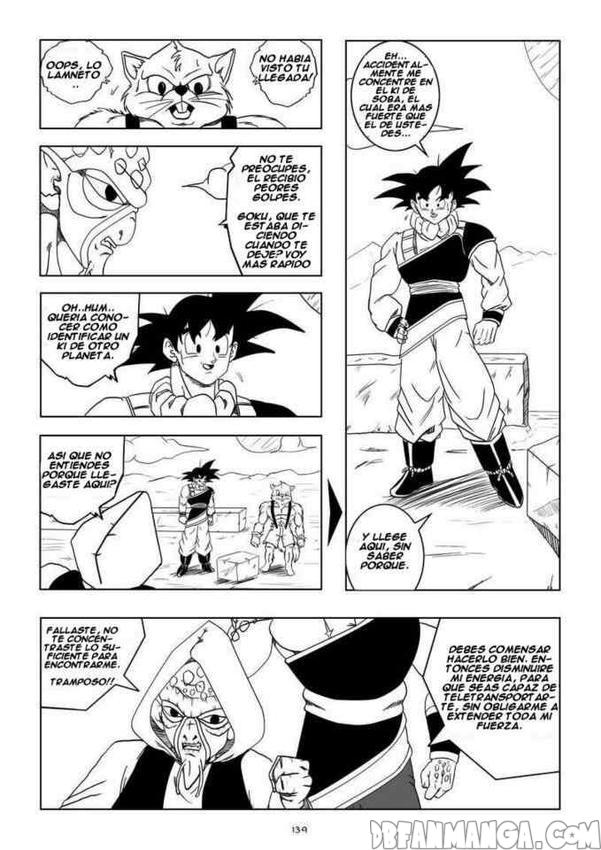 OOPS, LO
LAMNETO
..
NO HABIA
VISTO TU
LLEGADA!
NO TE
PREOCUPES,
EL RECIBIO
PEORES
GOLPES.
GOKU, QUE TE
ESTABA DI-
CIENDO
CUANDO TE
DEJE? VOY
MAS RAPIDO
OH..HUM..
QUERIA CONO-
CER COMO
IDENTIFICAR UN
KI DE OTRO
PLANETA.
ASI QUE NO
ENTIENDES
PORQUE LLE-
GASTE AQUI?
EH...
ACCIDENTAL-
MENTE ME
CONCENTRE EN
EL KI DE
SOBA, EL
CUAL ERA MAS
FUERTE QUE
EL DE USTE-
DES...
Y LLEGE
AQUI, SIN
SABER
PORQUE.
FALLASTE, NO
TE CONCEN-
TRASTE LO SU-
FICIENTE PARA
ENCONTRARME.
TRAMPOSO!!
DEBES COMENSAR
HACERLO BIEN. EN-
TONCES DISMINUIRE
MI ENERGIA, PARA
QUE SEAS CAPAZ DE
TELETRANSPORTAR-
TE, SIN OBLIGARME A
EXTENDER TODA MI
FUERZA.
139
DBFANMANGA.COM